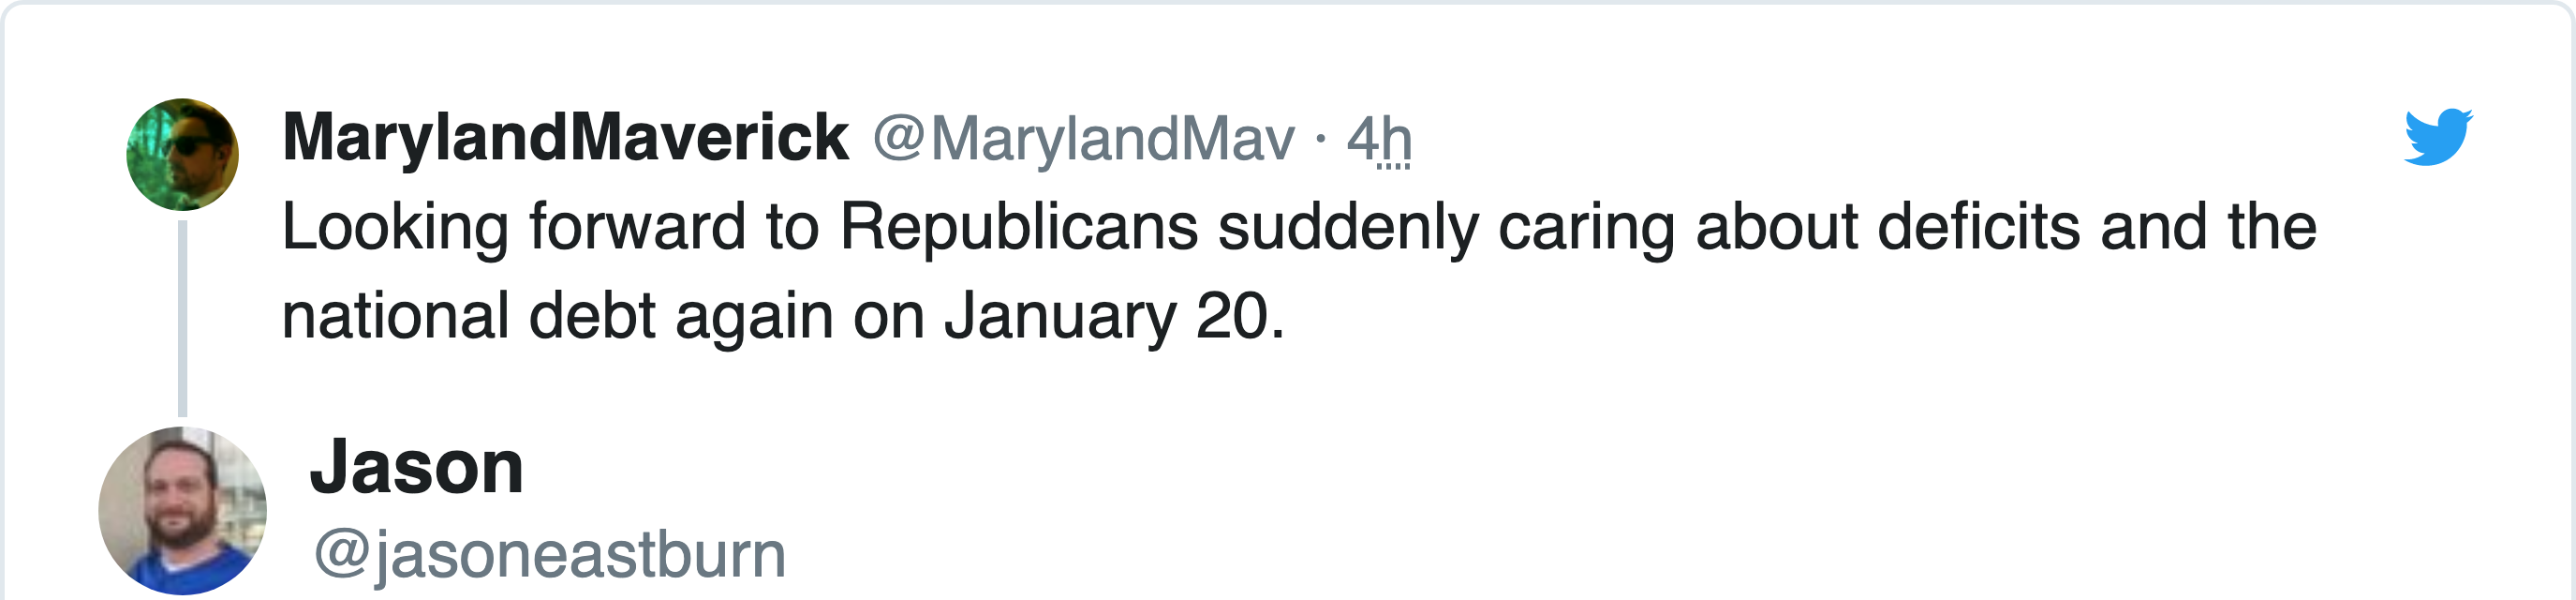 MarylandMaverick @MarylandMav · 4h
Looking forward to Republicans suddenly caring about deficits and the
national debt again on January 20.
Jason
@jasoneastburn